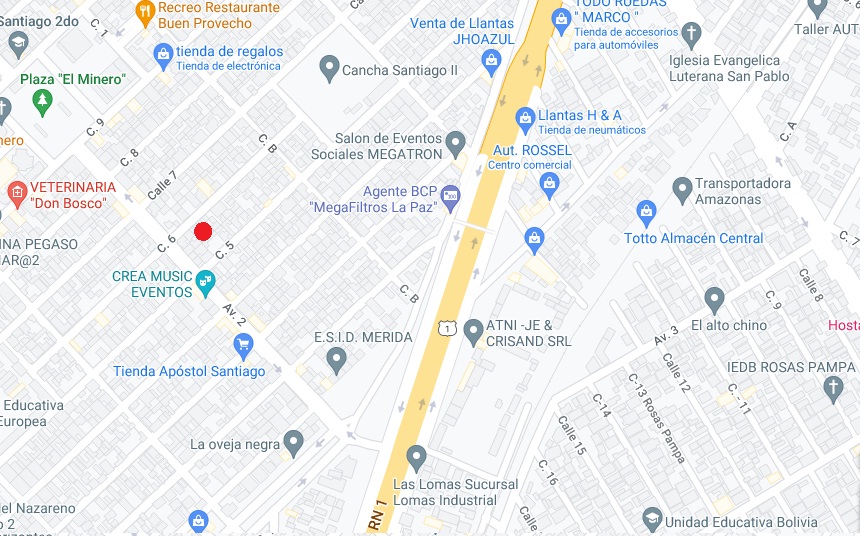 Recreo Restaurante
Buen Provecho
Santiago 2do
C. 1
tienda de regalos
Tienda de electrónica
Plaza "El Minero"
Venta de Llantas
JHOAZUL
TODO RUEDAS
" MARCO "
Tienda de accesorios
para automóviles
Taller AUT
Iglesia Evangelica
Luterana San Pablo
Cancha Santiago II
C. 9
C. 8
C. B
Calle 7
nero
Llantas H & A
Tienda de neumáticos
Salon de Eventos
Sociales MEGATRON
Aut. ROSSEL
Centro comercial
C. A
VETERINARIA
"Don Bosco"
Agente BCP
"MegaFiltros La Paz"
Transportadora
Amazonas
Totto Almacén Central
C. 7
C. 6
C. 5
INA PEGASO
IAR@2
CREA MUSIC
EVENTOS
C. B
Av. 2
Calle 8
C. 9
El alto chino
1
ATNI -JE &
CRISAND SRL
E.S.I.D. MERIDA
Av. 3
Hosta
Tienda Apóstol Santiago
Calle 12
IEDB ROSAS PAMPA
C. - 11
C-13 Rosas Pampa
C-14
Educativa
Europea
Calle 15
La oveja negra
C. 16
Las Lomas Sucursal
Lomas Industrial
RN 1
Calle
del Nazareno
o 2
orizontes
Unidad Educativa Bolivia